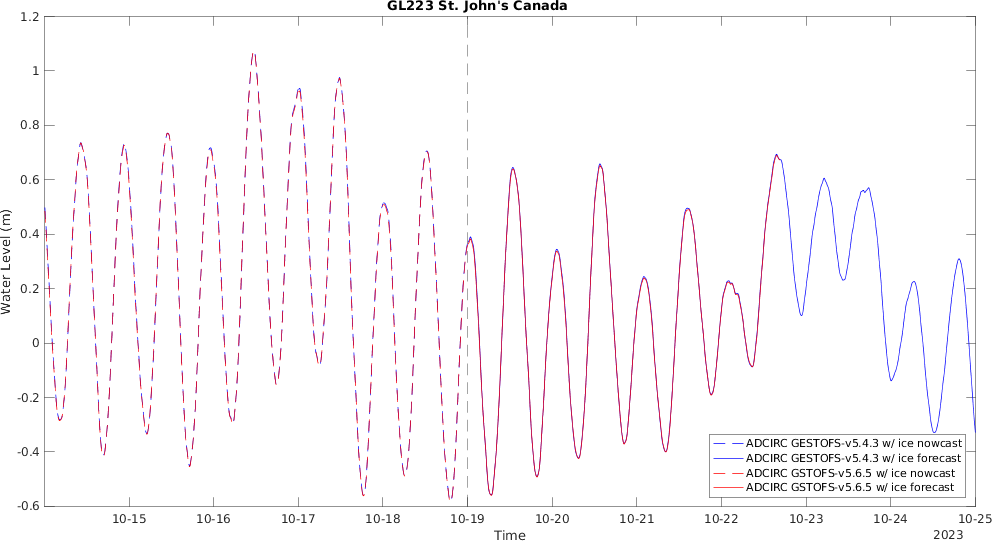 GL223 St. John's Canada
1.2
1
0.8
0.6
0.4
0.2
0
-0.2
-0.4
-0.6
Water Level (m)
10-15 10-16 10-17 10-18 10-19 10-20 10-21 10-22 10-23 10-24 10-25
Time
2023
ADCIRC GESTOFS-v5.4.3 w/ ice nowcast
ADCIRC GESTOFS-v5.4.3 w/ ice forecast
ADCIRC GSTOFS-v5.6.5 w/ ice nowcast
ADCIRC GSTOFS-v5.6.5 w/ ice forecast